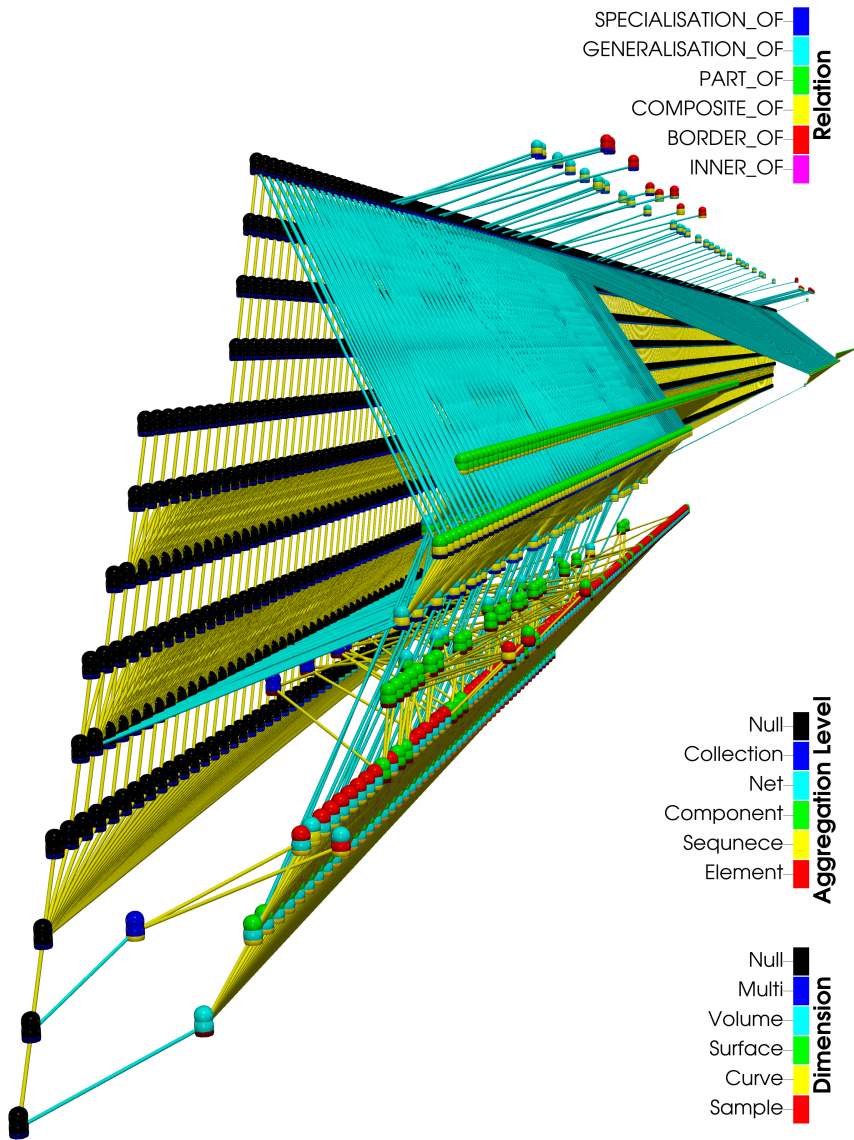 SPECIALISATION_OF
GENERALISATION_OF
PART_OF
COMPOSITE_OF
BORDER_OF
INNER_OF
Relation
Null
Collection
Net
Component
Sequnece
Element
Aggregation Level
Null
Multi
Volume
Surface
Curve
Sample
Dimension